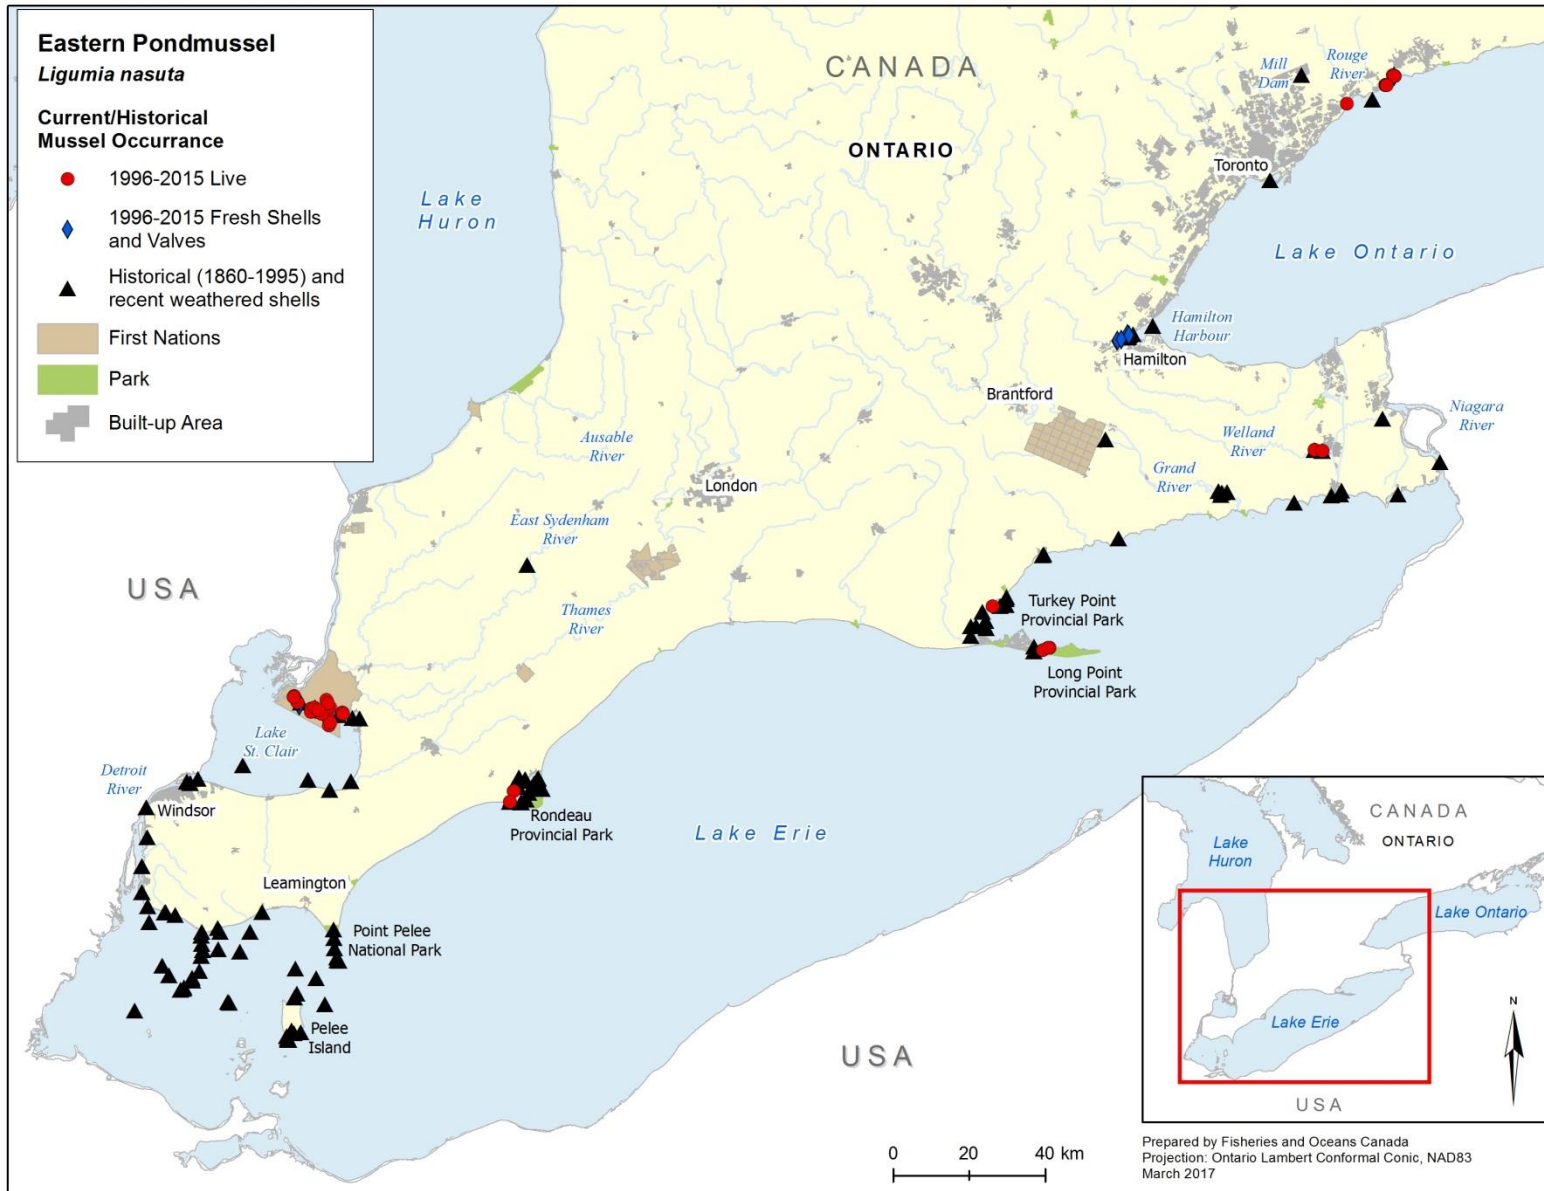 Eastern Pondmussel
Ligumia nasuta
Current/Historical
Mussel Occurrance
1996-2015 Live
1996-2015 Fresh Shells
and Valves
Historical (1860-1995) and
recent weathered shells
First Nations
Park
Built-up Area
CANADA
ONTARIO
Lake
Huron
Mill
Dam
Rouge
River
Toronto
Lake Ontario
Hamilton
Harbour
Hamilton
Brantford
Niagara
River
Welland
River
Grand
River
Ausable
River
London
East Sydenham
River
USA
Thames
River
Turkey Point
Provincial Park
Long Point
Provincial Park
Lake
St. Clair
Detroit
River
Windsor
Rondeau
Provincial Park
Lake Erie
Leamington
Point Pelee
National Park
Pelee
Island
USA
CANADA
ONTARIO
Lake
Huron
Lake Ontario
Lake Erie
USA
N
0 20 40 km
Prepared by Fisheries and Oceans Canada
Projection: Ontario Lambert Conformal Conic, NAD83
March 2017